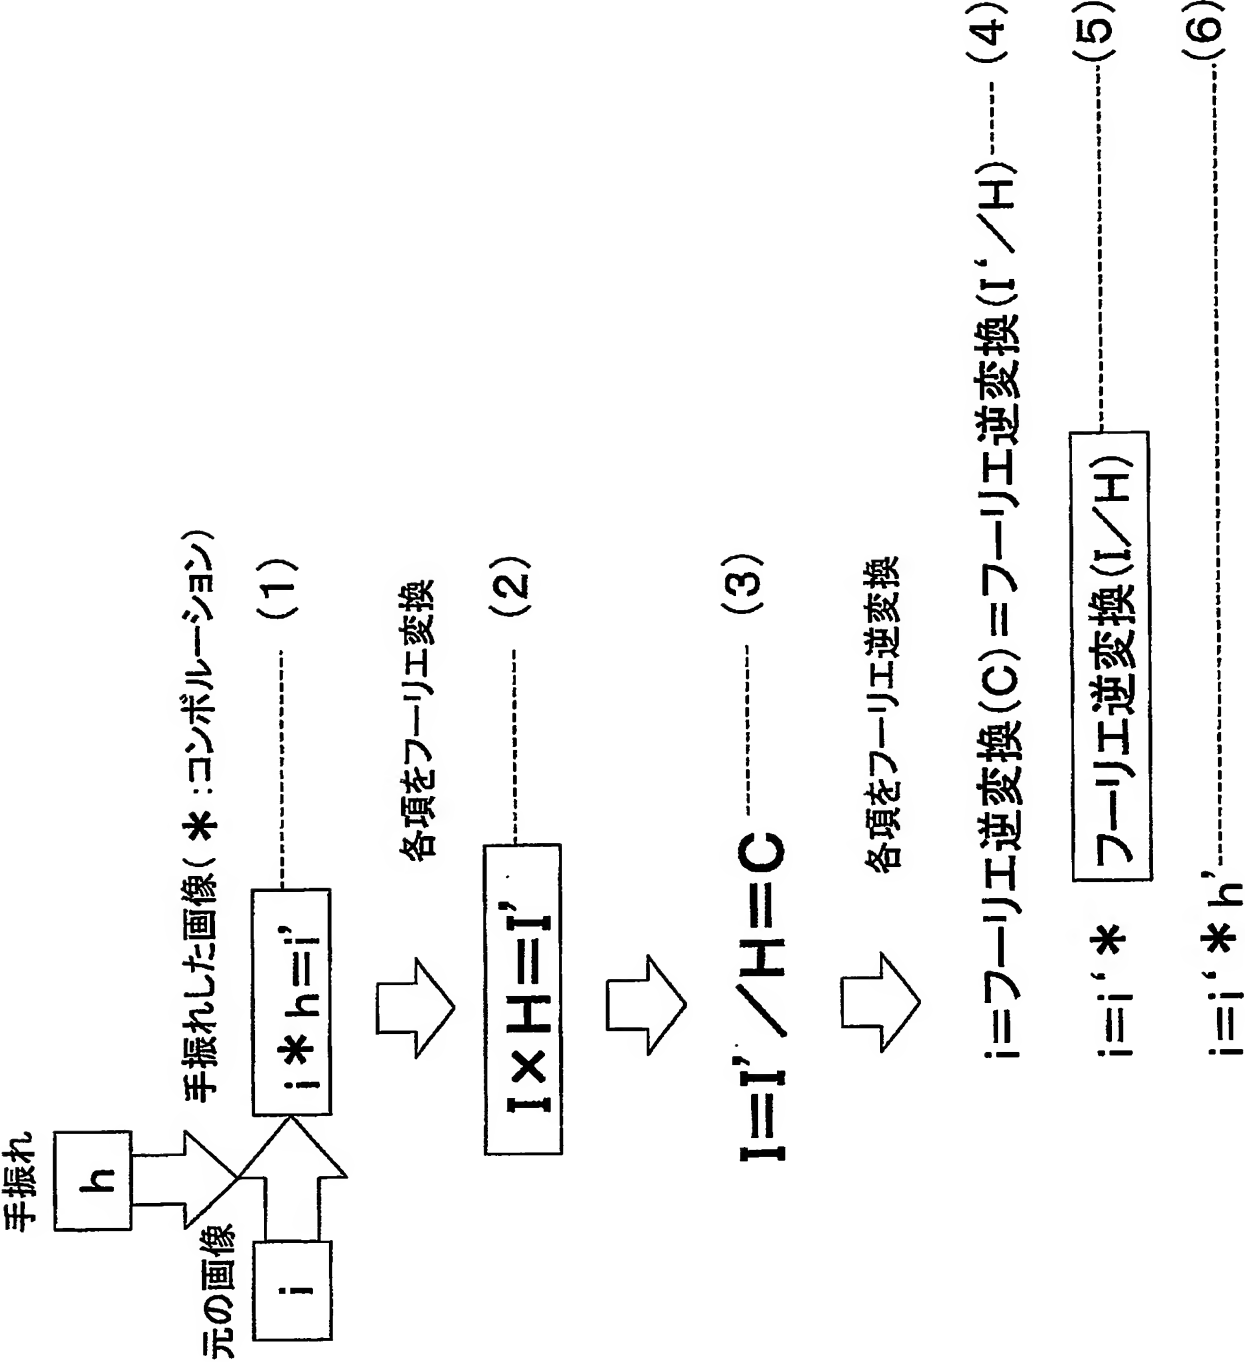 手振れ
h
手振れした画像(＊:コンボルーション)
元の画像
i
i＊h=i’ (1)
各項をフーリエ変換
I×H=I’ (2)
I=I’/H=C (3)
各項をフーリエ逆変換
i=フーリエ逆変換(C)=フーリエ逆変換(I‘/H) (4)
i=i‘＊ フーリエ逆変換(I/H) (5)
i=i‘＊h’ (6)